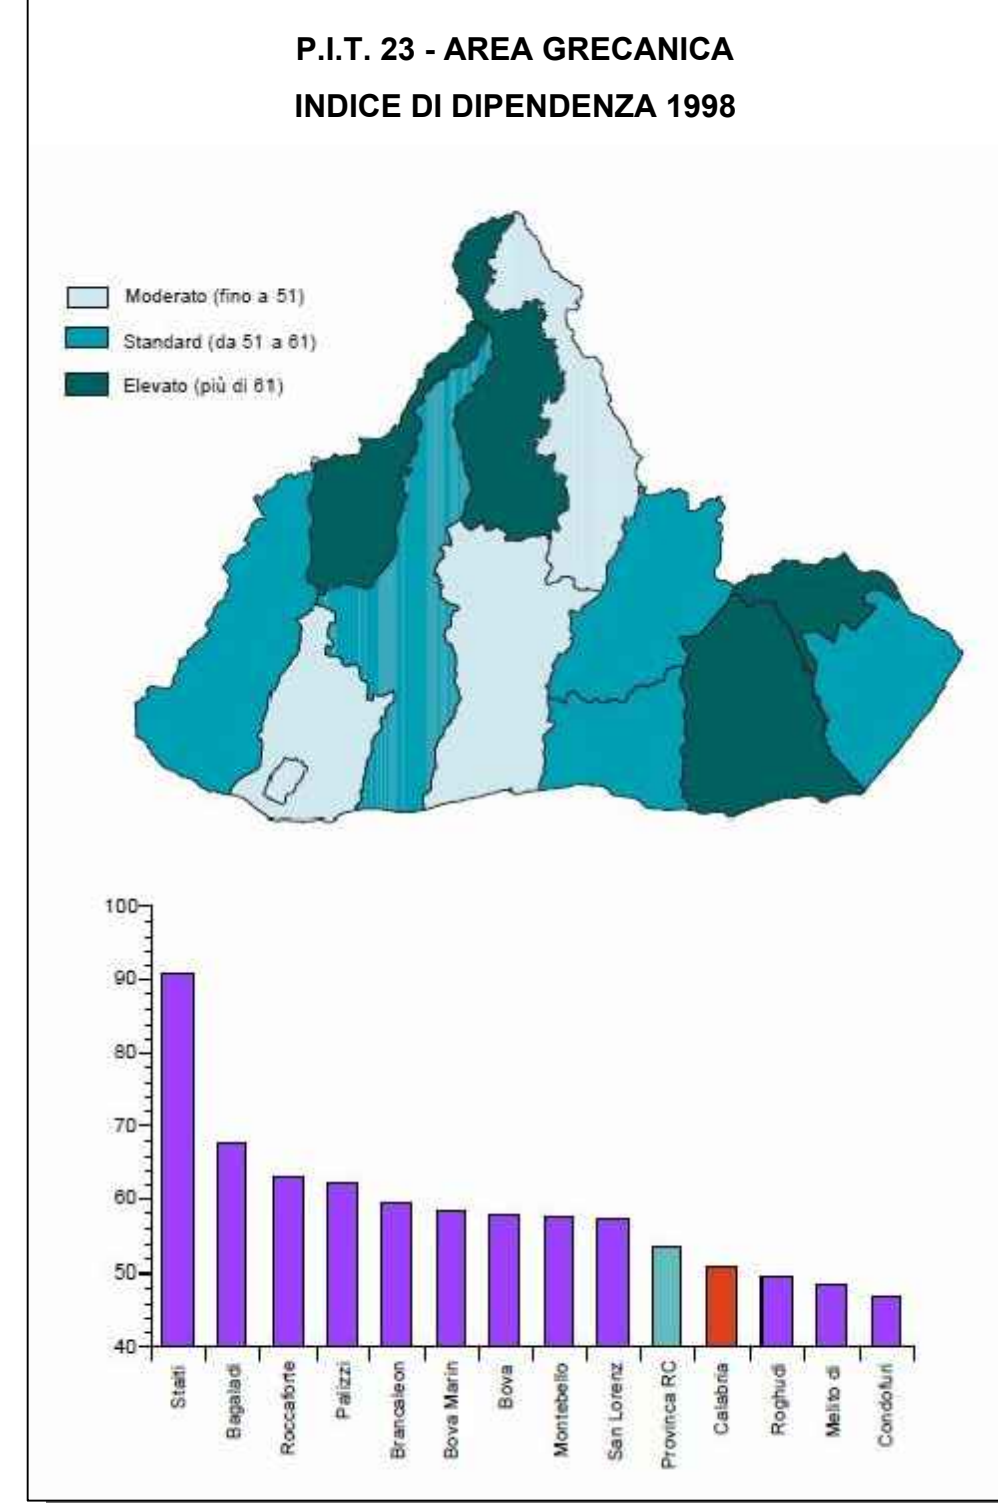 P.I.T. 23 - AREA GRECANICA
INDICE DI DIPENDENZA 1998
Moderato (fino a 51)
Standard (da 51 a 61)
Elevato (più di 61)
100
90
80
70
60
50
40
Staiti
Bagaladi
Roccaforte
Palizzi
Brancaleon
Bova Marin
Bova
Montebello
San Lorenz
Provinca RC
Calabria
Roghudi
Melito di
Condofuri